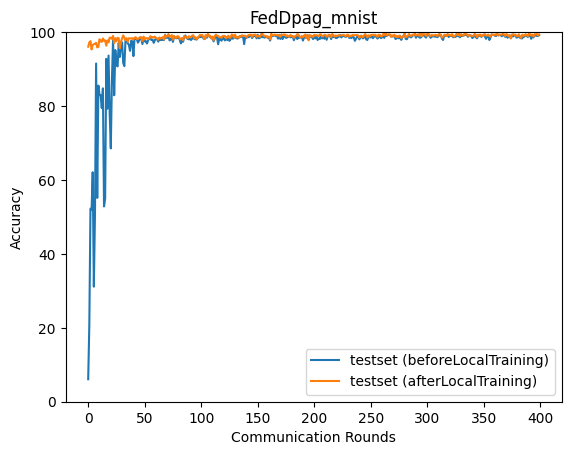 FedDpag_mnist
100
80
60
40
20
0
Accuracy
0 50 100 150 200 250 300 350 400
Communication Rounds
testset (beforeLocalTraining)
testset (afterLocalTraining)